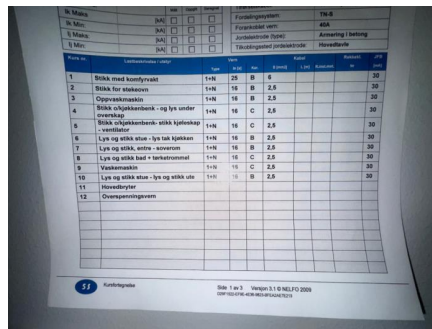 Ik Maks:
Ik Min: [kA]
Ij Maks: [kA]
Ij Min: [kA]
[kA]
Fordelingssystem: TN-S
Forankoblet vern: 40A
Jordelektrode (type): Armering i betong
Tilkoblingssted jordelektrode: Hovedtavle
Kurs nr. Vern Kabel
Type In [A] Kar.
1 Stikk med komfyrvakt 1+N 25 B 6 30
2 Stikk for stekeovn 1+N 16 B 2,5 30
3 Oppvaskmaskin 1+N 16 B 2,5 30
4 Stikk o/kjøkkenbenk - og lys under overskap 1+N 16 C 2,5 30
5 Stikk o/kjøkkenbenk- stikk kjøleskap - ventilator 1+N 16 C 2,5 30
6 Lys og stikk stue - lys tak kjøkken 1+N 16 B 2,5 30
7 Lys og stikk, entre - soverom 1+N 16 B 2,5 30
8 Lys og stikk bad + tørketrommel 1+N 16 C 2,5 30
9 Vaskemaskin 1+N 16 C 2,5 30
10 Lys og stikk stue - lys og stikk ute 1+N 16 B 2,5 30
11 Hovedbryter
12 Overspenningsvern
Kursfortegnelse
Side 1 av 3 Versjon 3.1 © NELFO 2009